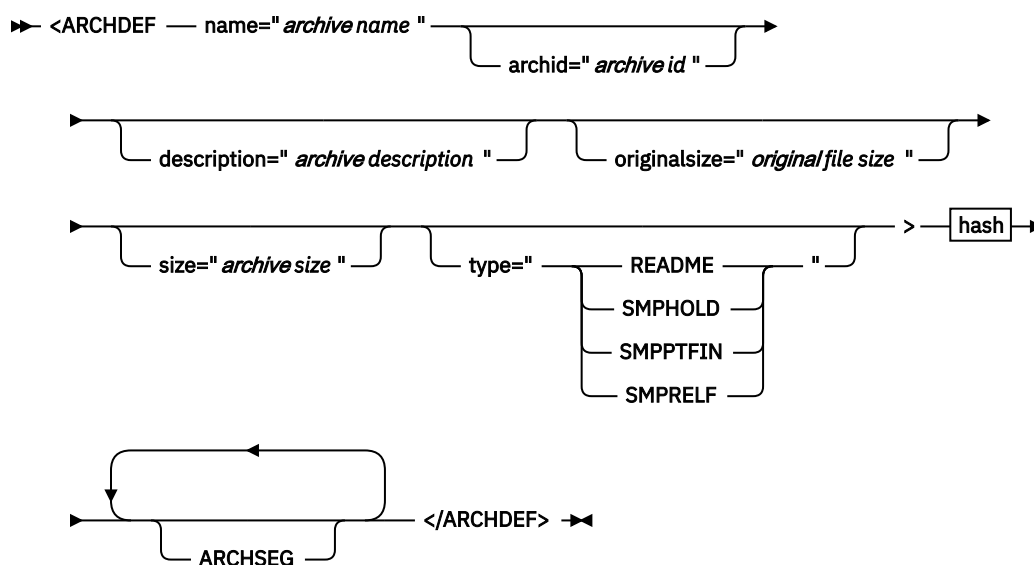 <ARCHDEF name=" archive name "
archid=" archive id "
description=" archive description "
originalsize=" original file size "
> hash
size=" archive size "
type=" README "
SMPHOLD
SMPPTFIN
SMPRELF
</ARCHDEF>
ARCHSEG